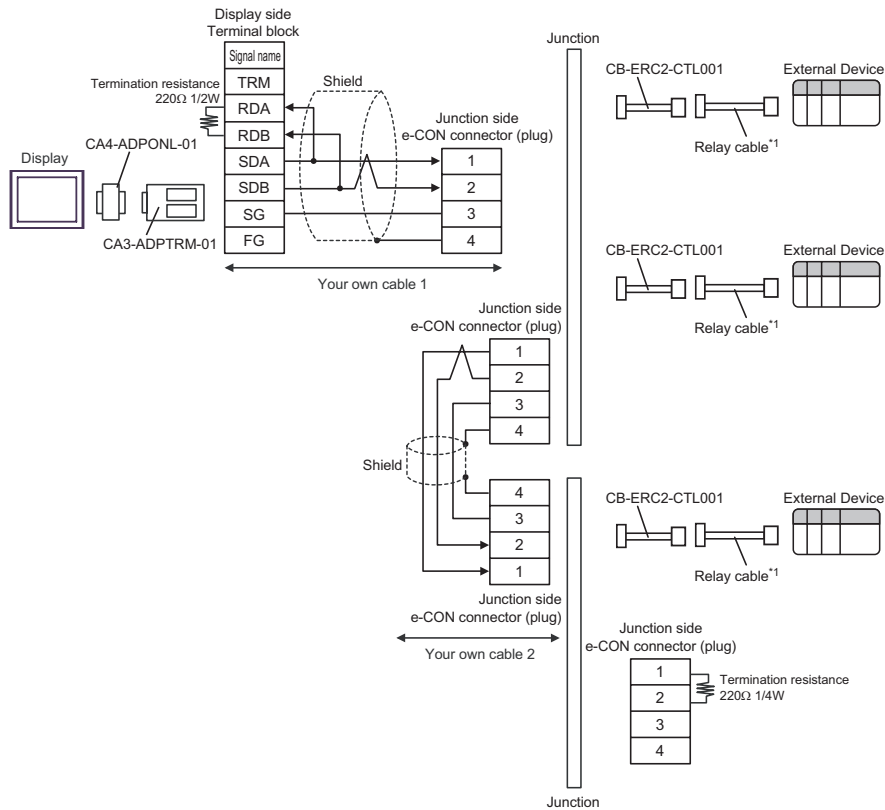 Display side
Terminal block
Signal name
TRM
RDA
RDB
SDA
SDB
SG
FG
Termination resistance
220Ω 1/2W
Shield
Junction side
e-CON connector (plug)
1
2
3
4
Display
CA4-ADPONL-01
CA3-ADPTRM-01
Your own cable 1
Junction
CB-ERC2-CTL001
External Device
Relay cable*1
CB-ERC2-CTL001
External Device
Relay cable*1
Junction side
e-CON connector (plug)
1
2
3
4
Shield
4
3
2
1
Junction side
e-CON connector (plug)
Your own cable 2
CB-ERC2-CTL001
External Device
Relay cable*1
Junction side
e-CON connector (plug)
1
2
3
4
Termination resistance
220Ω 1/4W
Junction